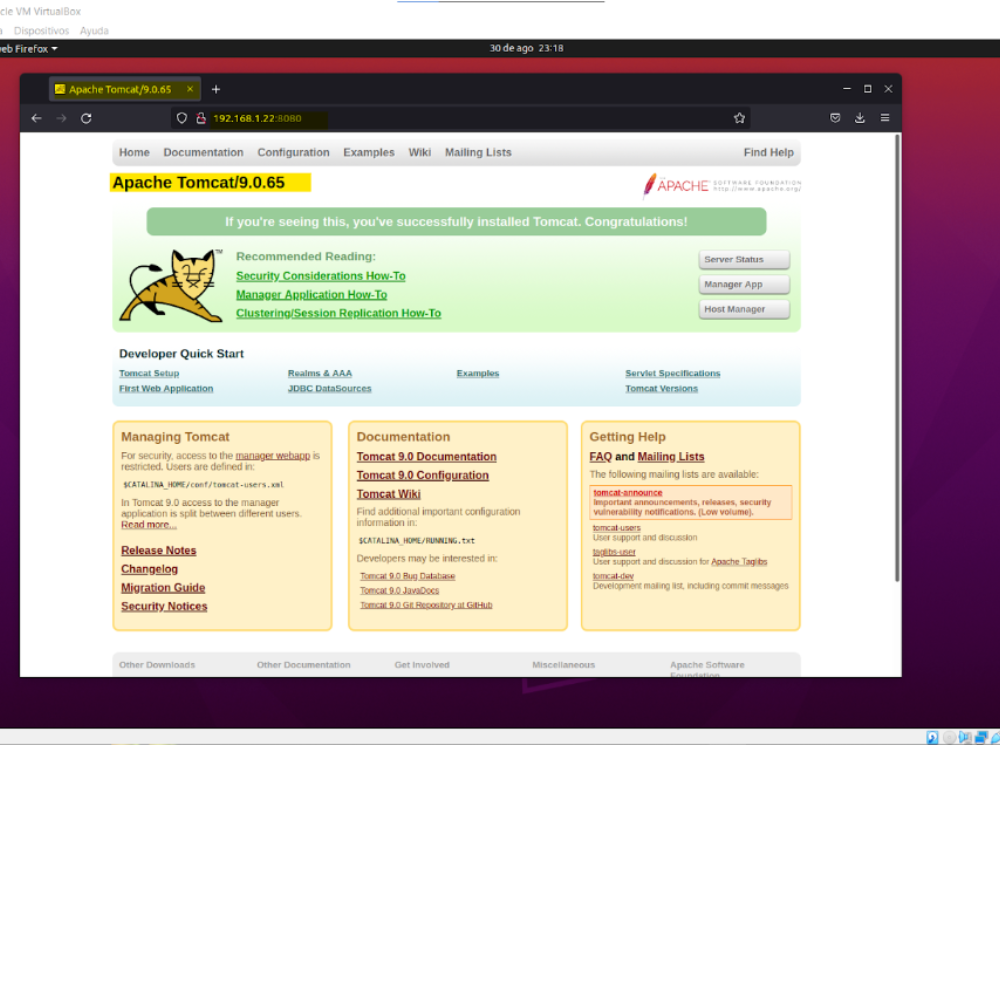 cle VM VirtualBox
Dispositivos Ayuda
eb Firefox
30 de ago 23:18
Apache Tomcat/9.0.65
192.168.1.22:8080
Home Documentation Configuration Examples Wiki Mailing Lists Find Help
Apache Tomcat/9.0.65
APACHE SOFTWARE FOUNDATION
http://www.apache.org/
If you're seeing this, you've successfully installed Tomcat. Congratulations!
TM
Recommended Reading:
Security Considerations How-To
Manager Application How-To
Clustering/Session Replication How-To
Server Status
Manager App
Host Manager
Developer Quick Start
Tomcat Setup
First Web Application
Realms & AAA
JDBC DataSources
Examples
Servlet Specifications
Tomcat Versions
Managing Tomcat
For security, access to the manager webapp is
restricted. Users are defined in:
$CATALINA_HOME/conf/tomcat-users.xml
In Tomcat 9.0 access to the manager
application is split between different users.
Read more...
Release Notes
Changelog
Migration Guide
Security Notices
Documentation
Tomcat 9.0 Documentation
Tomcat 9.0 Configuration
Tomcat Wiki
Find additional important configuration
information in:
$CATALINA_HOME/RUNNING.txt
Developers may be interested in:
Tomcat 9.0 Bug Database
Tomcat 9.0 JavaDocs
Tomcat 9.0 Git Repository at GitHub
Getting Help
FAQ and Mailing Lists
The following mailing lists are available:
tomcat-announce
Important announcements, releases, security
vulnerability notifications. (Low volume).
tomcat-users
User support and discussion
taglibs-user
User support and discussion for Apache Taglibs
tomcat-dev
Development mailing list, including commit messages
Other Downloads
Other Documentation
Get Involved
Miscellaneous
Apache Software
Foundation